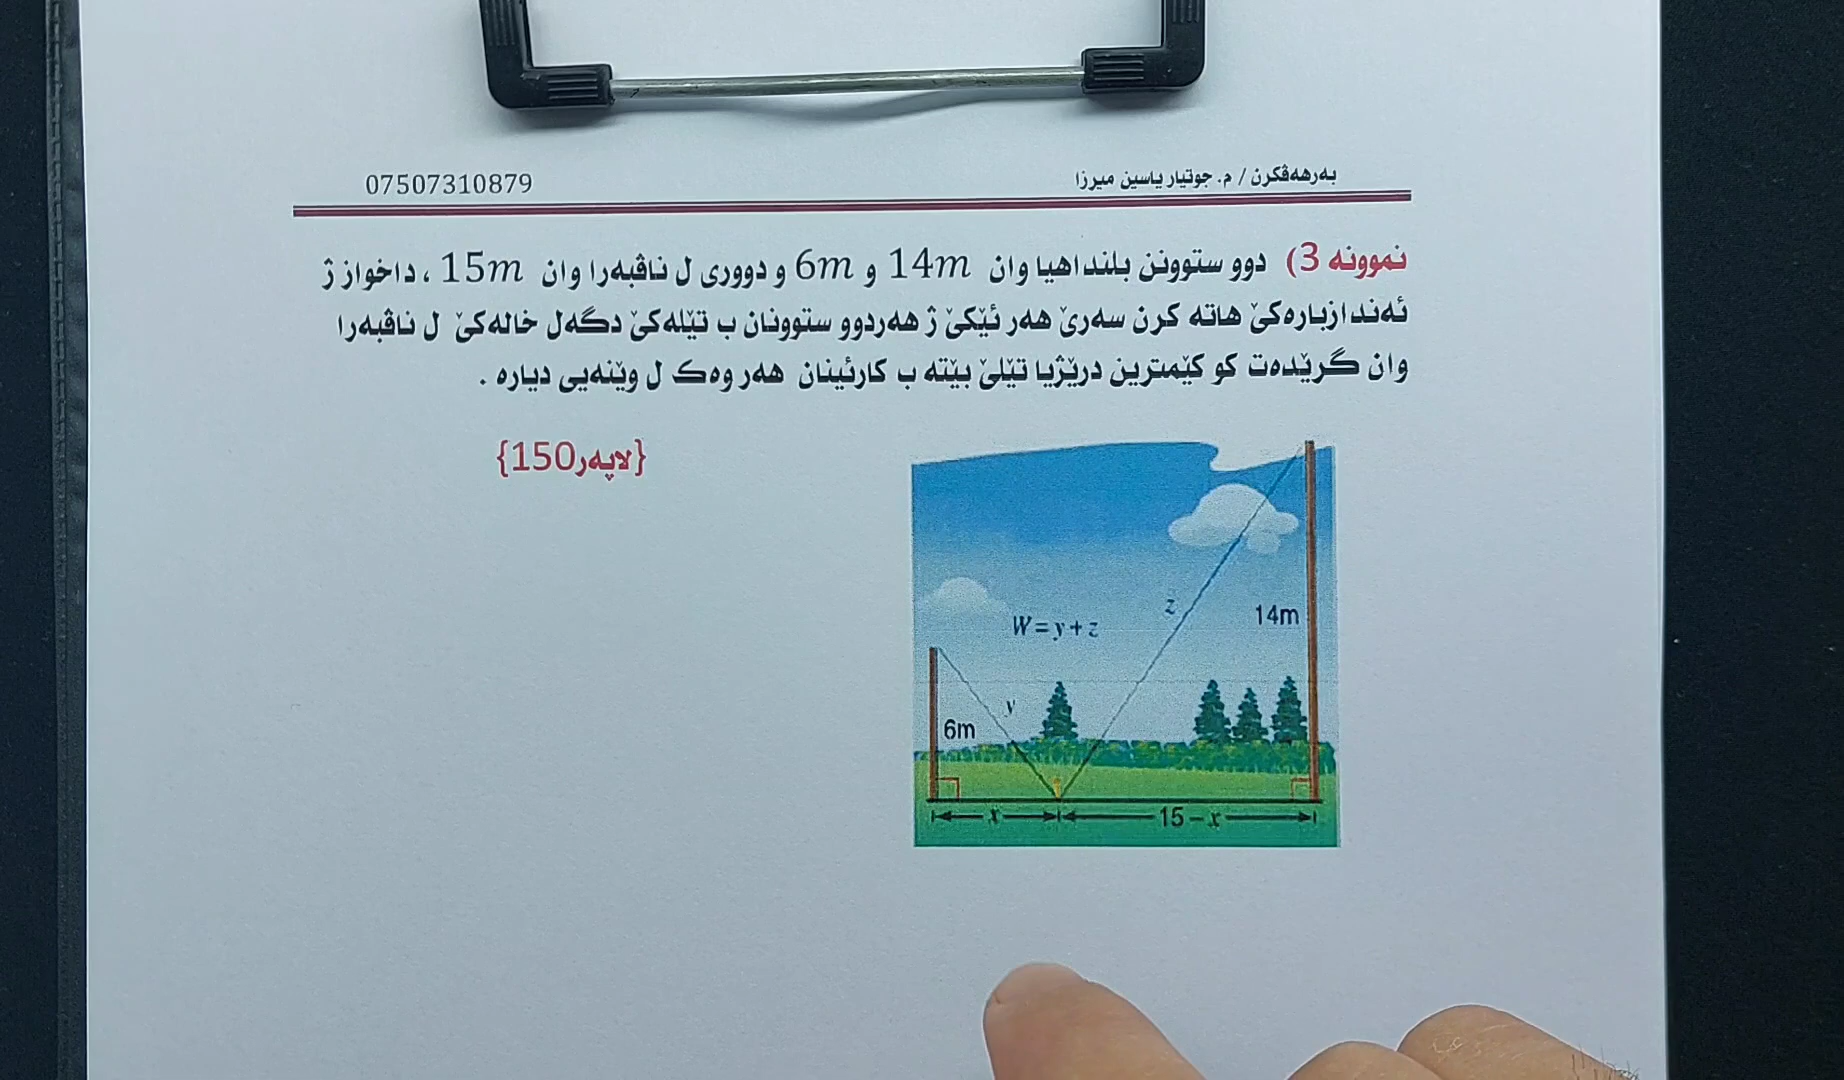 بەرهەڤکرن / م. جوتیار یاسین میرزا
07507310879
نموونە 3) دوو ستوونن بلنداهیا وان 14m و 6m و دووری ل ناڤبەرا وان 15m ، داخواز ژ
ئەندازیارەکێ هاتە کرن سەرێ هەر ئێکێ ژ هەردوو ستوونان ب تێلەکێ دگەل خالەکێ ل ناڤبەرا
وان گرێدەت کو کێمترین درێژیا تێلێ بێتە ب کارئینان هەر وەک ل وێنەیی دیارە .
{لاپەر150}
W = y + z
z
14m
y
6m
x
15 - x